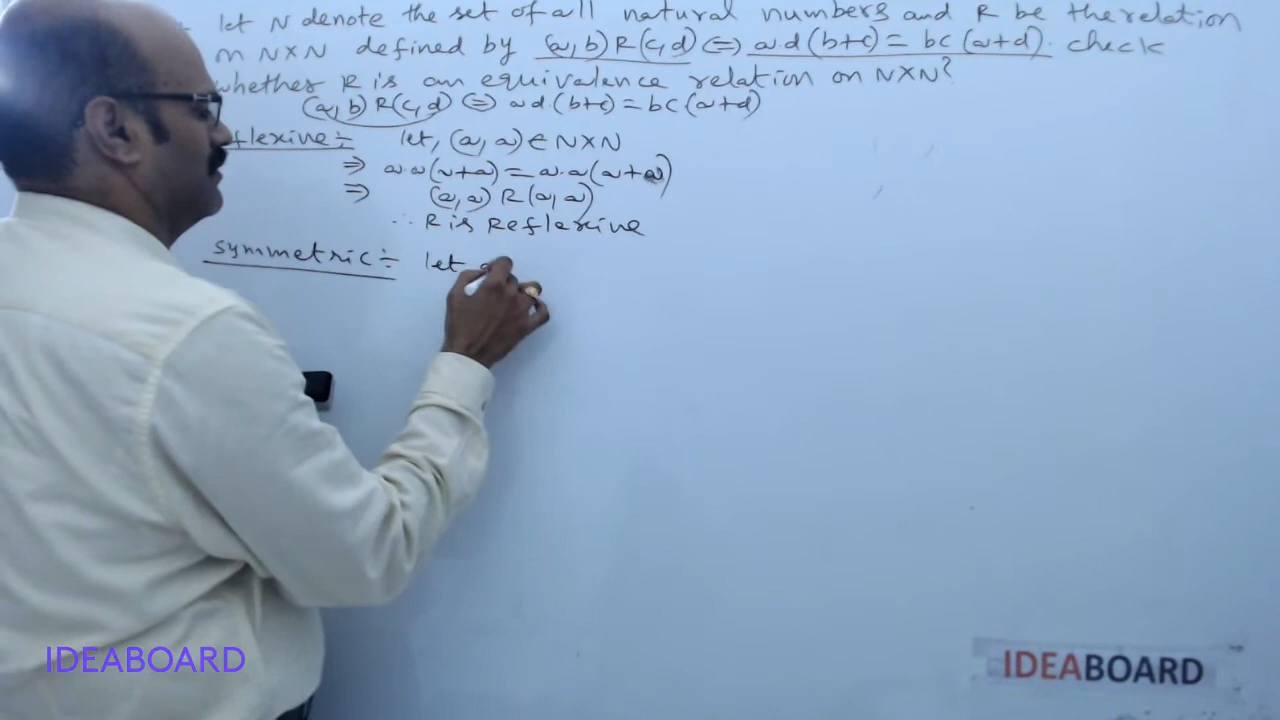 let N denote the set of all natural numbers and R be the relation
on N×N defined by (a,b)R(c,d) ⇔ a.d(b+c) = bc(a+d). check
whether R is an equivalence relation on N×N?
(a,b)R(c,d) ⇔ ad.(b+c) = bc(a+d)
flexive÷ let, (a,a) ∈ N×N
⇒ a.a(a+a) = a.a(a+a)
⇒ (a,a) R (a,a)
∴ R is Reflexive
symmetric÷ let
IDEABOARD
IDEABOARD